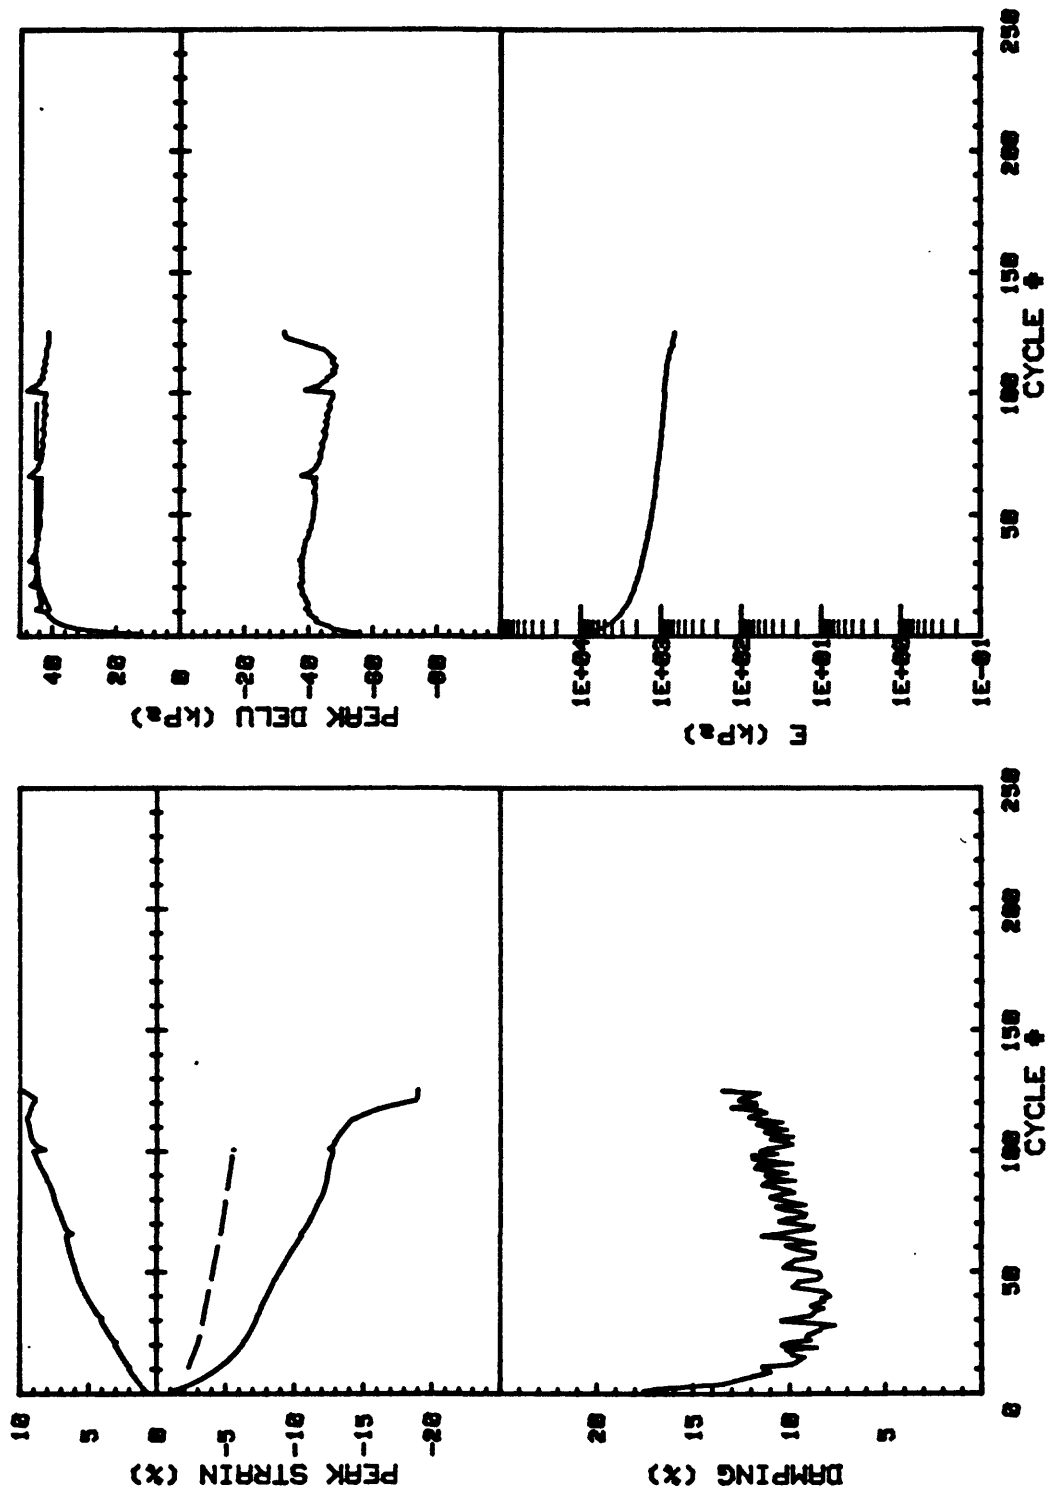 10
5
0
-5
-10
-15
-20
PEAK STRAIN (%)
20
15
10
5
DAMPING (%)
0
50
100
150
200
250
CYCLE #
40
20
0
-20
-40
-60
-80
PEAK DELU (kPa)
1E+04
1E+03
1E+02
1E+01
1E+00
1E-01
E (kPa)
50
100
150
200
250
CYCLE #